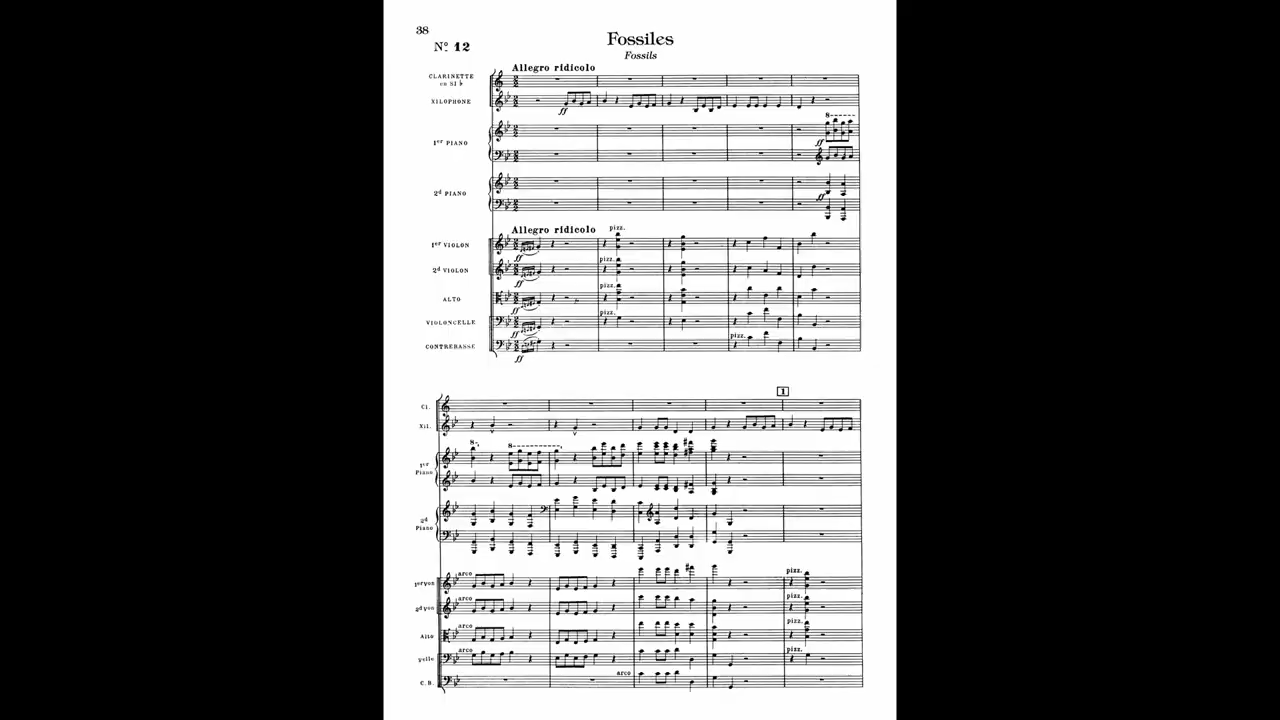 38
Nº 12
Fossiles
Fossils
Allegro ridicolo
CLARINETTE
en SI ♭
XILOPHONE
ff
8
1er PIANO
ff
2d PIANO
ff
Allegro ridicolo
pizz.
1er VIOLON
ff
pizz.
2d VIOLON
ff
pizz.
ALTO
ff
pizz.
VIOLONCELLE
ff
pizz.
CONTREBASSE
ff
1
Cl.
Xil.
8 8
1er
Piano
2d
Piano
arco pizz.
1er von
arco pizz.
2d von
arco pizz.
Alto
arco pizz.
velle
arco
C.B.